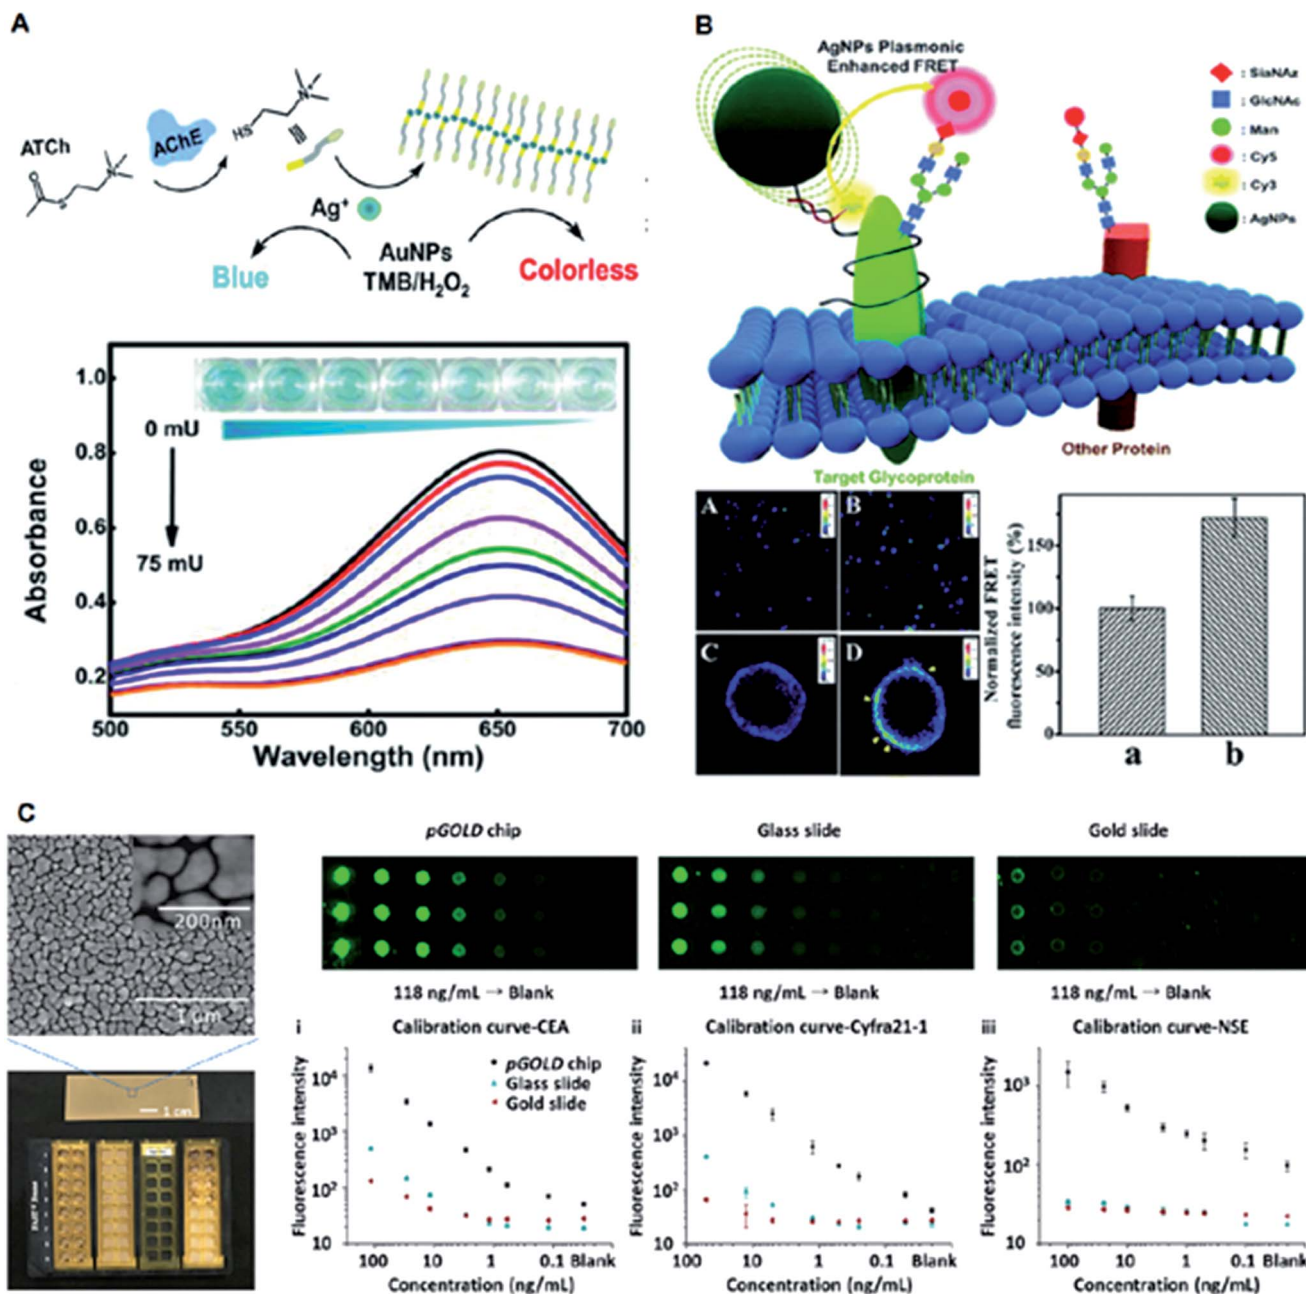 A
ATCh
AChE
HS
N
Ag⁺
AuNPs
TMB/H₂O₂
Blue
Colorless
Absorbance
1.0
0.8
0.6
0.4
0.2
0 mU
75 mU
500 550 600 650 700
Wavelength (nm)
B
AgNPs Plasmonic
Enhanced FRET
: SiaNAz
: GlcNAc
: Man
: Cy5
: Cy3
: AgNPs
Other Protein
Target Glycoprotein
A
B
C
D
Normalized FRET
fluorescence intensity (%)
150
100
50
0
a b
C
200nm
1 μm
1 cm
pGOLD chip
Glass slide
Gold slide
118 ng/mL → Blank
118 ng/mL → Blank
118 ng/mL → Blank
i
Calibration curve-CEA
Fluorescence intensity
10⁴
10³
10²
10
pGOLD chip
Glass slide
Gold slide
100 10 1 0.1 Blank
Concentration (ng/mL)
ii
Calibration curve-Cyfra21-1
Fluorescence intensity
10⁴
10³
10²
10
100 10 1 0.1 Blank
Concentration (ng/mL)
iii
Calibration curve-NSE
Fluorescence intensity
10³
10²
10
100 10 1 0.1 Blank
Concentration (ng/mL)